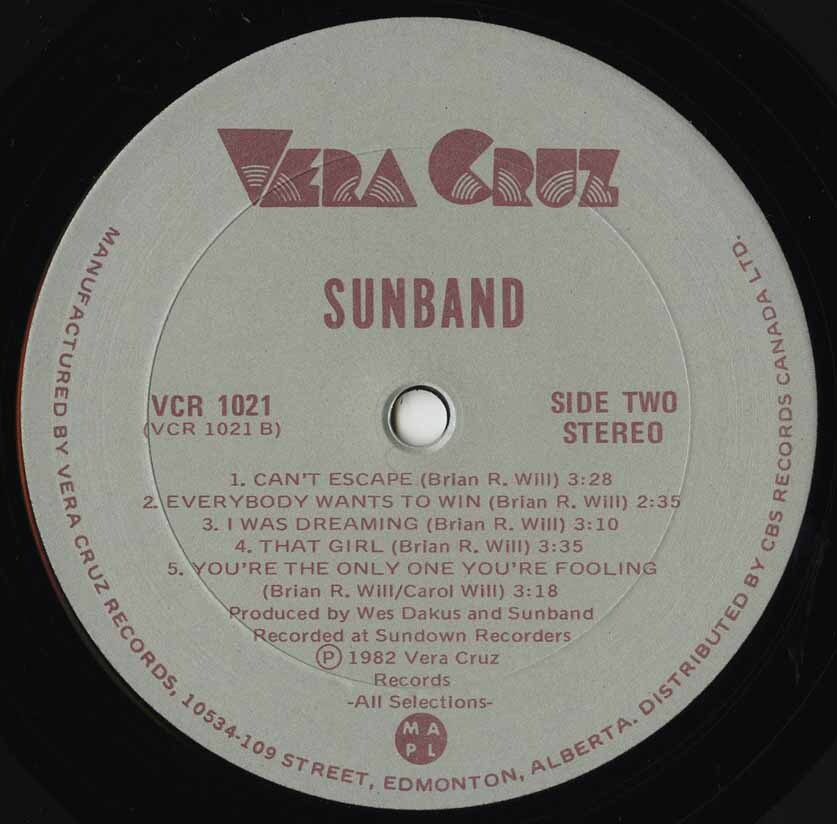 VERA CRUZ
SUNBAND
VCR 1021
(VCR 1021 B)
SIDE TWO
STEREO
1. CAN'T ESCAPE (Brian R. Will) 3:28
2. EVERYBODY WANTS TO WIN (Brian R. Will) 2:35
3. I WAS DREAMING (Brian R. Will) 3:10
4. THAT GIRL (Brian R. Will) 3:35
5. YOU'RE THE ONLY ONE YOU'RE FOOLING
(Brian R. Will/Carol Will) 3:18
Produced by Wes Dakus and Sunband
Recorded at Sundown Recorders
Ⓟ 1982 Vera Cruz
Records
-All Selections-
M A
P L
MANUFACTURED BY VERA CRUZ RECORDS, 10534-109 STREET, EDMONTON, ALBERTA. DISTRIBUTED BY CBS RECORDS CANADA LTD.